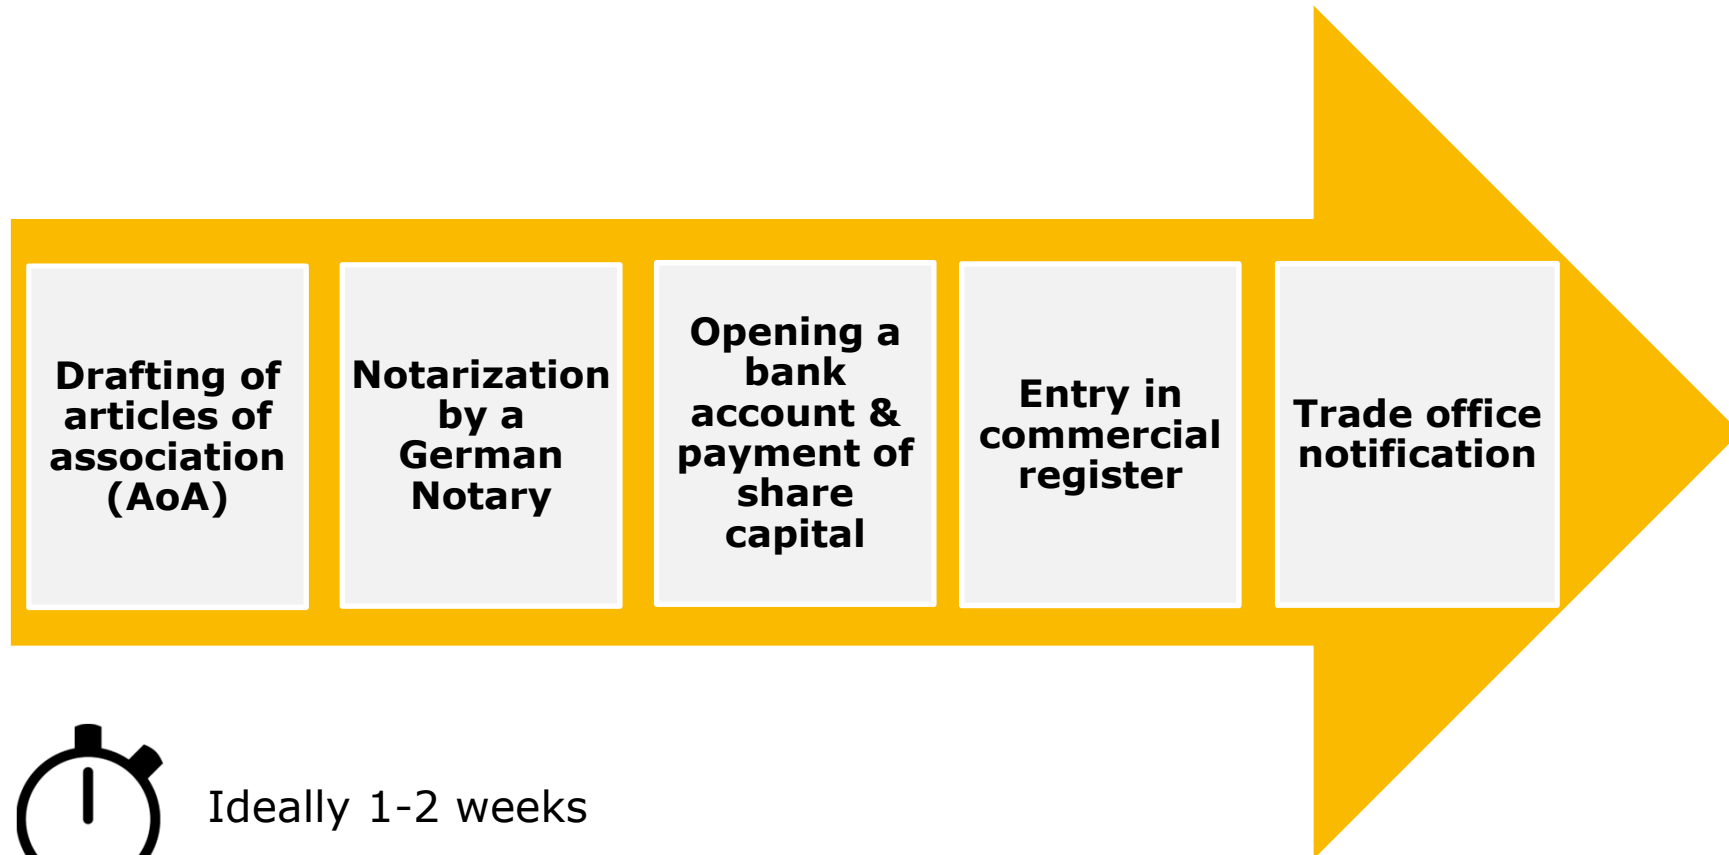 Drafting of
articles of
association
(AoA)
Notarization
by a
German
Notary
Opening a
bank
account &
payment of
share
capital
Entry in
commercial
register
Trade office
notification
Ideally 1-2 weeks